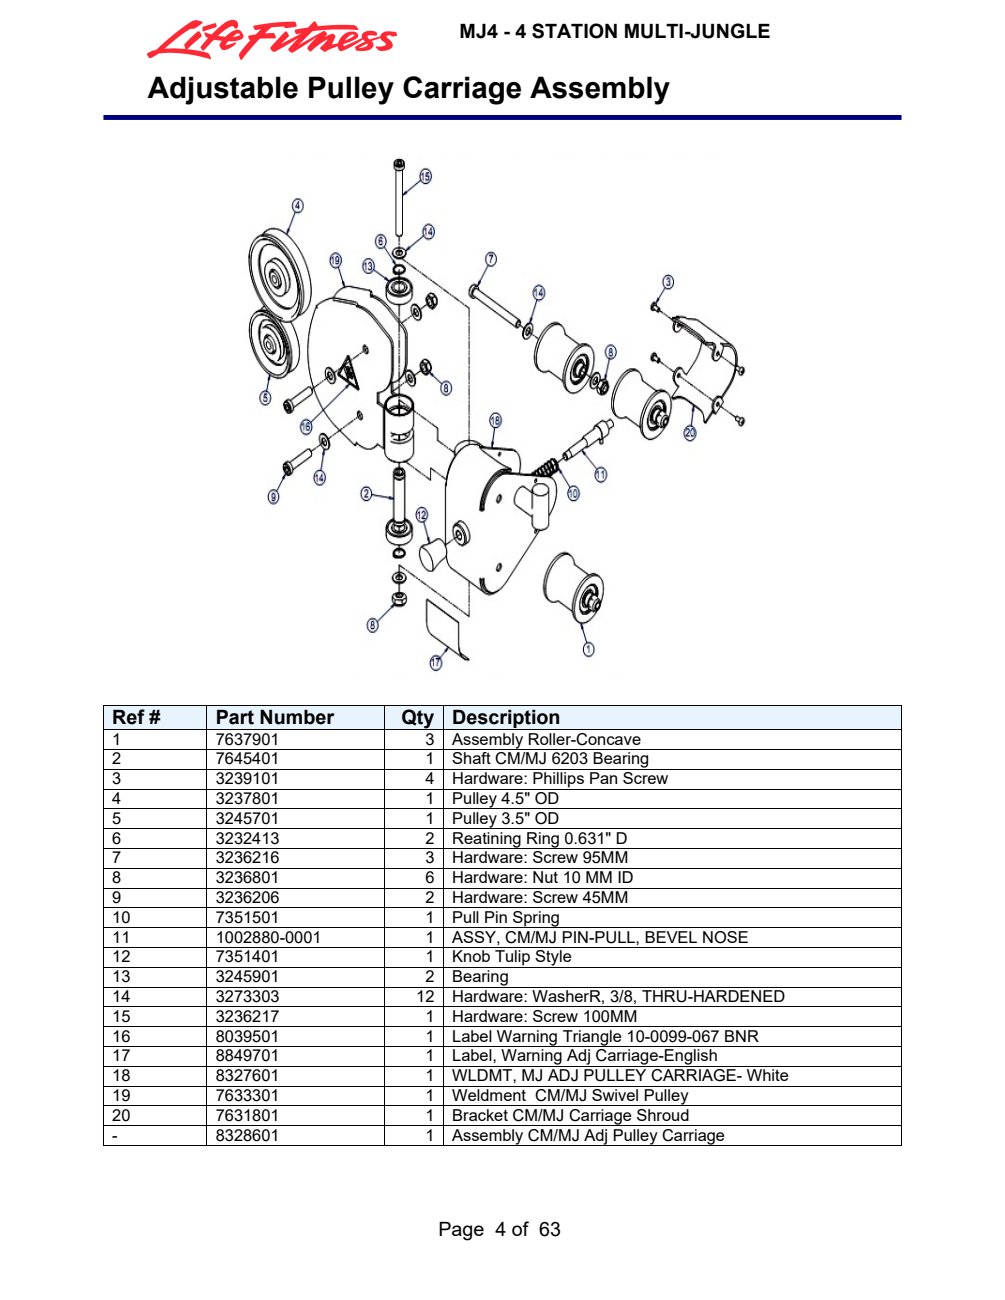 Life Fitness
MJ4 - 4 STATION MULTI-JUNGLE
Adjustable Pulley Carriage Assembly
15
4
14
6
19
13
7
3
14
8
8
5
16
18
20
14
9
2
12
10
11
8
17
1
Ref # Part Number Qty Description
1 7637901 3 Assembly Roller-Concave
2 7645401 1 Shaft CM/MJ 6203 Bearing
3 3239101 4 Hardware: Phillips Pan Screw
4 3237801 1 Pulley 4.5" OD
5 3245701 1 Pulley 3.5" OD
6 3232413 2 Reatining Ring 0.631" D
7 3236216 3 Hardware: Screw 95MM
8 3236801 6 Hardware: Nut 10 MM ID
9 3236206 2 Hardware: Screw 45MM
10 7351501 1 Pull Pin Spring
11 1002880-0001 1 ASSY, CM/MJ PIN-PULL, BEVEL NOSE
12 7351401 1 Knob Tulip Style
13 3245901 2 Bearing
14 3273303 12 Hardware: WasherR, 3/8, THRU-HARDENED
15 3236217 1 Hardware: Screw 100MM
16 8039501 1 Label Warning Triangle 10-0099-067 BNR
17 8849701 1 Label, Warning Adj Carriage-English
18 8327601 1 WLDMT, MJ ADJ PULLEY CARRIAGE- White
19 7633301 1 Weldment  CM/MJ Swivel Pulley
20 7631801 1 Bracket CM/MJ Carriage Shroud
- 8328601 1 Assembly CM/MJ Adj Pulley Carriage
Page  4 of  63